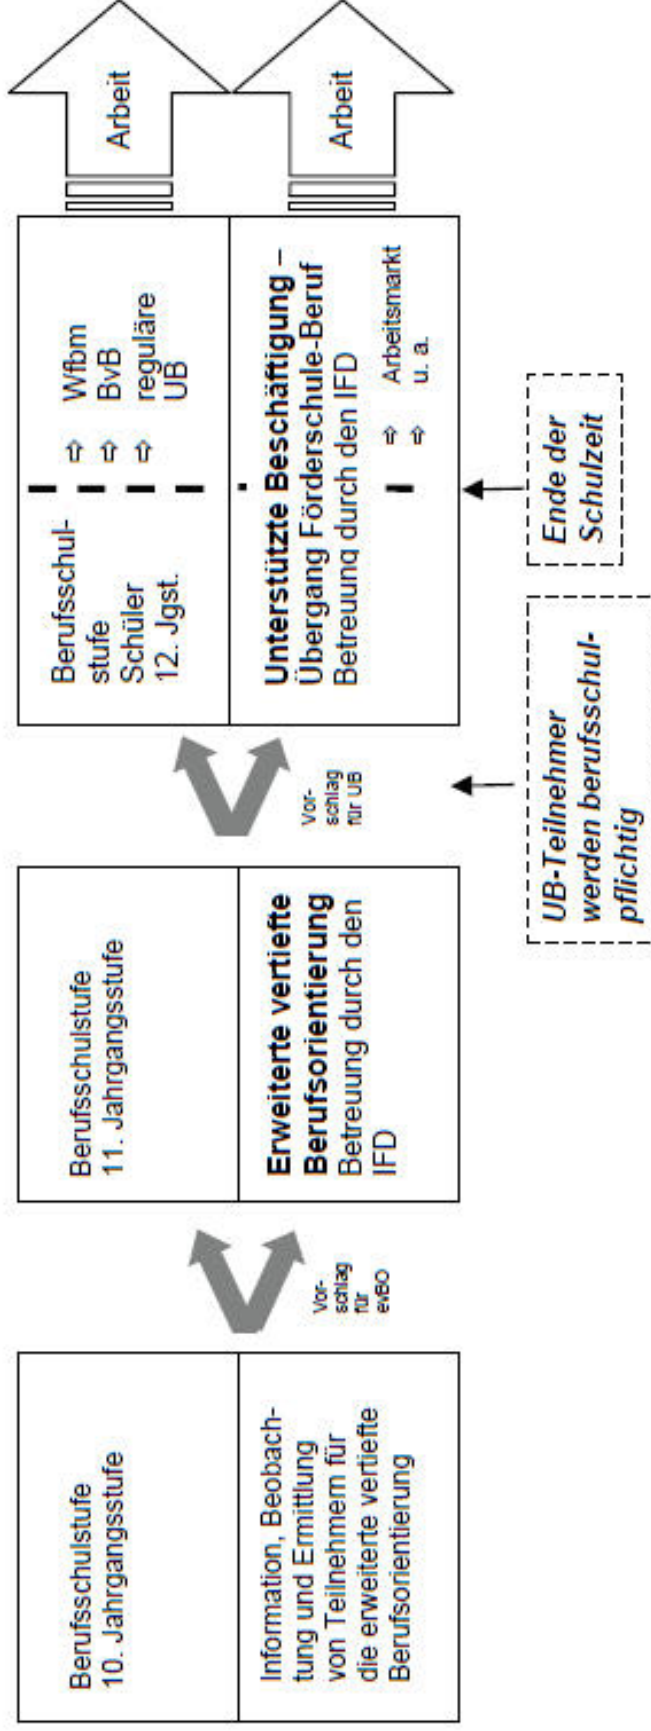 Berufsschulstufe
10. Jahrgangsstufe
Information, Beobach-
tung und Ermittlung
von Teilnehmern für
die erweiterte vertiefte
Berufsorientierung
Vor-
schlag
für
evBO
Berufsschulstufe
11. Jahrgangsstufe
Erweiterte vertiefte
Berufsorientierung
Betreuung durch den
IFD
Vor-
schlag
für UB
Berufsschul-
stufe
Schüler
12. Jgst.
⇨ Wfbm
⇨ BvB
⇨ reguläre
UB
Unterstützte Beschäftigung –
Übergang Förderschule-Beruf
Betreuung durch den IFD
⇨ Arbeitsmarkt
⇨ u. a.
Arbeit
Arbeit
UB-Teilnehmer
werden berufsschul-
pflichtig
Ende der
Schulzeit